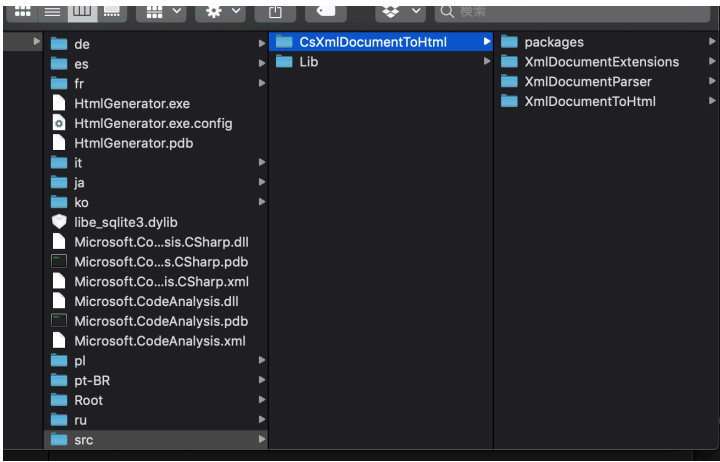 検索
de
es
fr
HtmlGenerator.exe
HtmlGenerator.exe.config
HtmlGenerator.pdb
it
ja
ko
libe_sqlite3.dylib
Microsoft.Co...sis.CSharp.dll
Microsoft.Co...s.CSharp.pdb
Microsoft.Co...is.CSharp.xml
Microsoft.CodeAnalysis.dll
Microsoft.CodeAnalysis.pdb
Microsoft.CodeAnalysis.xml
pl
pt-BR
Root
ru
src
CsXmlDocumentToHtml
Lib
packages
XmlDocumentExtensions
XmlDocumentParser
XmlDocumentToHtml